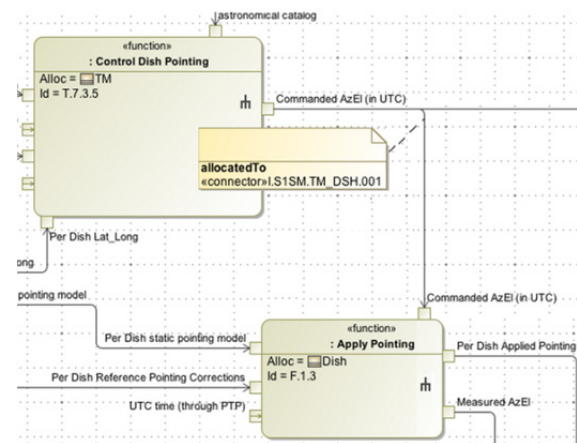 astronomical catalog
«function»
: Control Dish Pointing
Alloc = TM
Id = T.7.3.5
Commanded AzEl (in UTC)
allocatedTo
«connector»I.S1SM.TM_DSH.001
Per Dish Lat_Long
ong
pointing model
Commanded AzEl (in UTC)
«function»
: Apply Pointing
Per Dish static pointing model
Per Dish Applied Pointing
Alloc = Dish
Id = F.1.3
Per Dish Reference Pointing Corrections
UTC time (through PTP)
Measured AzEl